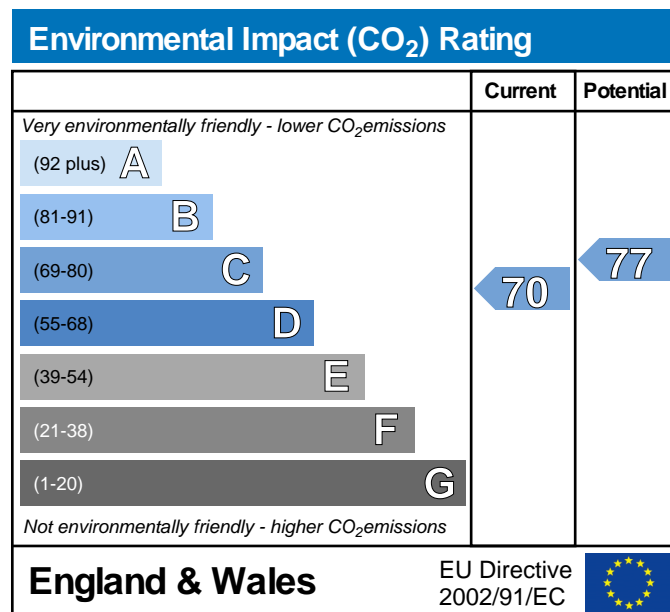 Environmental Impact (CO2) Rating
Current Potential
Very environmentally friendly - lower CO2emissions
(92 plus) A
(81-91) B
(69-80) C
(55-68) D
(39-54) E
(21-38) F
(1-20) G
70
77
Not environmentally friendly - higher CO2emissions
England & Wales
EU Directive
2002/91/EC